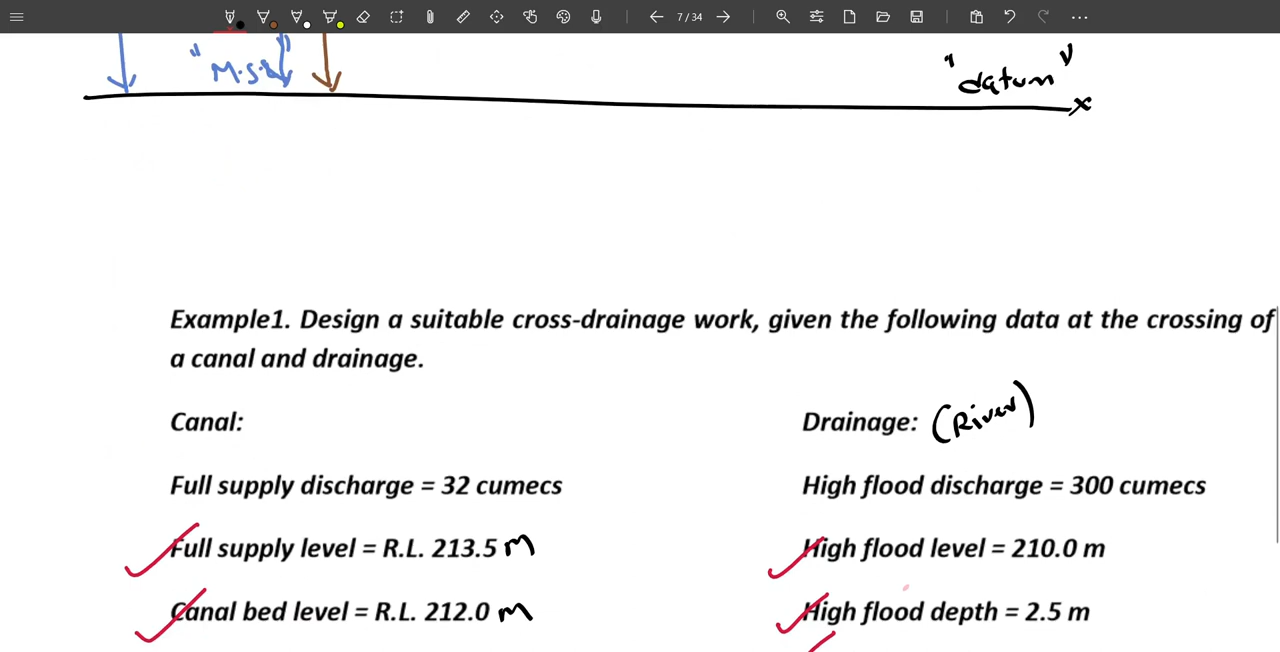 7 / 34
"M.S.L"
"datum"
Example1. Design a suitable cross-drainage work, given the following data at the crossing of
a canal and drainage.
Canal:
Drainage: (River)
Full supply discharge = 32 cumecs
High flood discharge = 300 cumecs
Full supply level = R.L. 213.5 m
High flood level = 210.0 m
Canal bed level = R.L. 212.0 m
High flood depth = 2.5 m